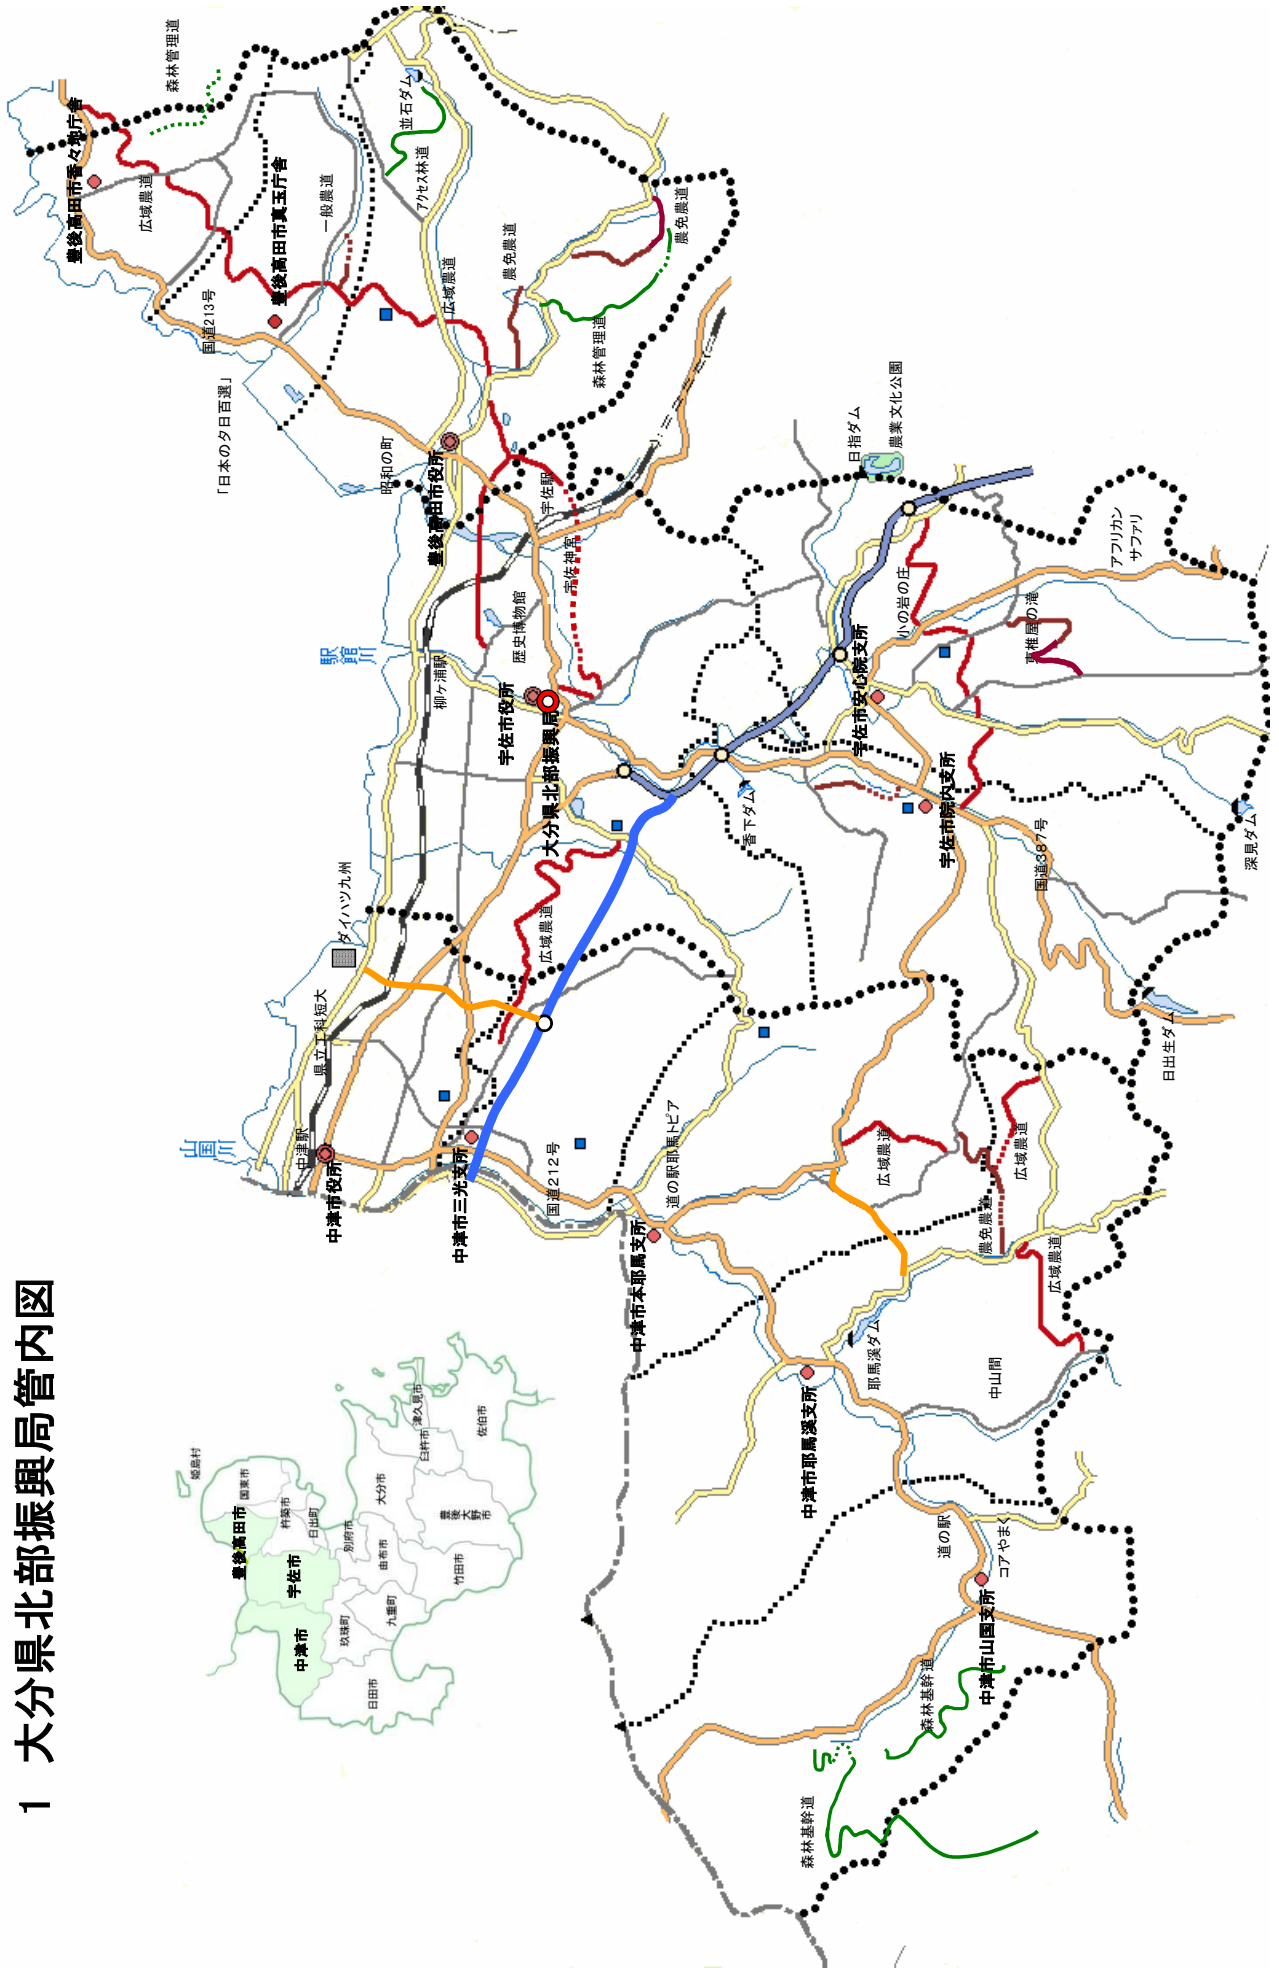 1 大分県北部振興局管内図
姫島村
国東市
豊後高田市
杵築市
日出町
宇佐市
別府市
大分市
津久見市
臼杵市
佐伯市
由布市
豊後大野市
竹田市
九重町
玖珠町
中津市
日田市
山国川
中津駅
中津市役所
県立工科短大
ダイハツ九州
中津市三光支所
国道212号
広域農道
駅館川
柳ヶ浦駅
宇佐市役所
大分県北部振興局
歴史博物館
宇佐神宮
宇佐駅
豊後高田市役所
昭和の町
「日本の夕日百選」
国道213号
豊後高田市香々地庁舎
広域農道
森林管理道
豊後高田市真玉庁舎
一般農道
並石ダム
アクセス林道
広域農道
農免農道
農免農道
森林管理道
日指ダム
農業文化公園
小の岩の庄
アフリカン
サファリ
東椎屋の滝
宇佐市安心院支所
宇佐市院内支所
香下ダム
国道387号
深見ダム
日出生ダム
道の駅耶馬トピア
中津市本耶馬支所
広域農道
広域農道
農免農道
広域農道
耶馬溪ダム
中津市耶馬溪支所
中山間
道の駅
コアやまく
中津市山国支所
森林基幹道
森林基幹道